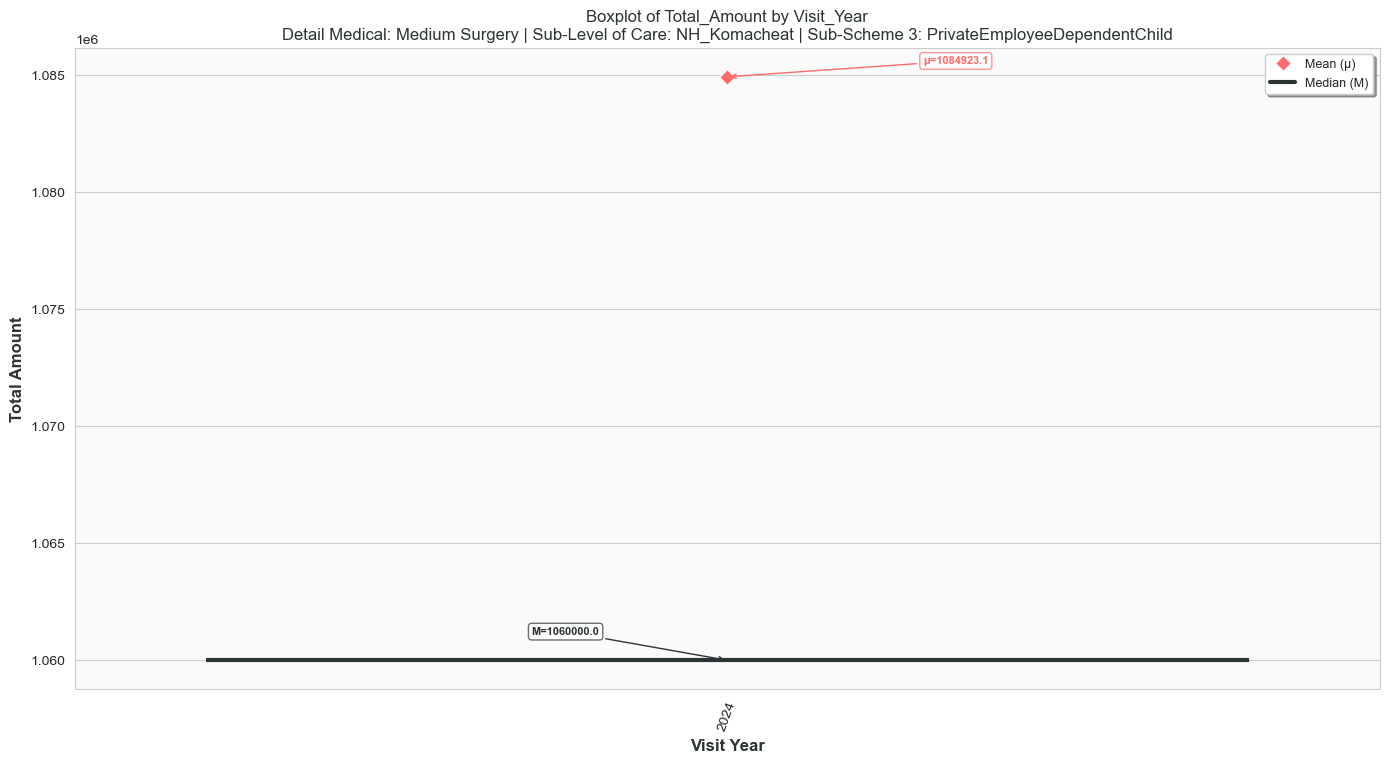 Boxplot of Total_Amount by Visit_Year
Detail Medical: Medium Surgery | Sub-Level of Care: NH_Komacheat | Sub-Scheme 3: PrivateEmployeeDependentChild
1e6
1.085
1.080
1.075
1.070
1.065
1.060
Total Amount
μ=1084923.1
Mean (μ)
Median (M)
M=1060000.0
2024
Visit Year